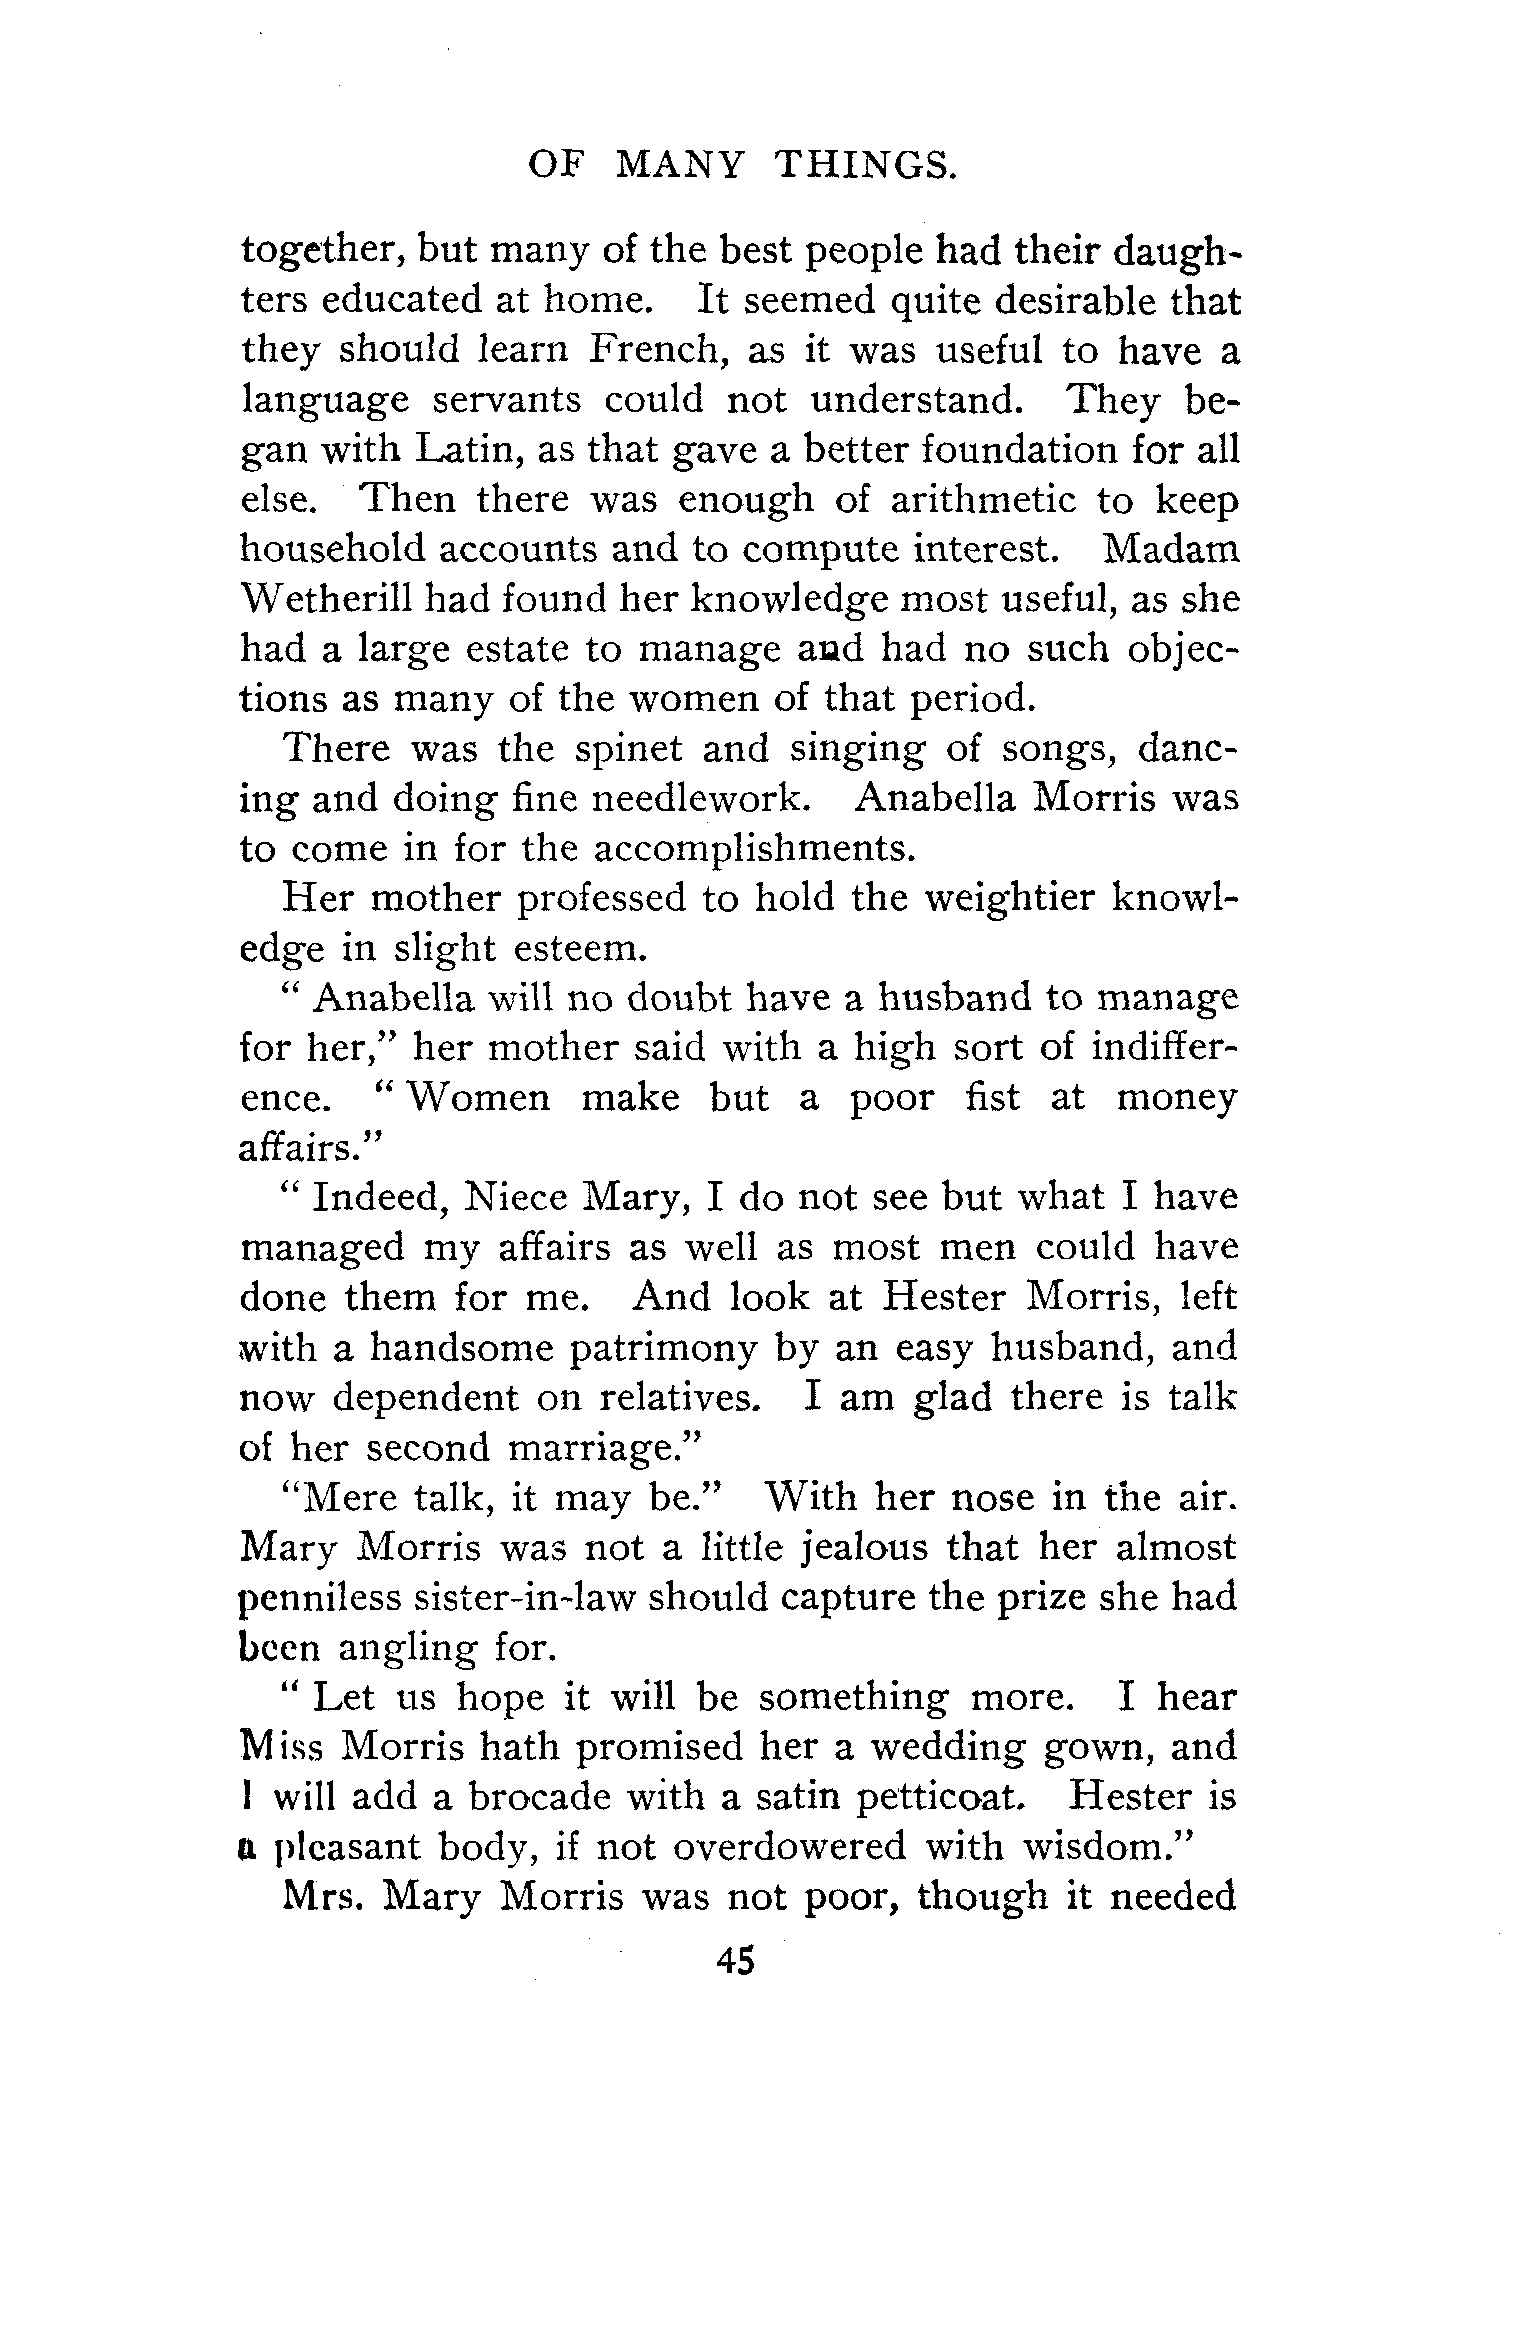 OF MANY THINGS.
together, but many of the best people had their daugh-
ters educated at home. It seemed quite desirable that
they should learn French, as it was useful to have a
language servants could not understand. They be-
gan with Latin, as that gave a better foundation for all
else. Then there was enough of arithmetic to keep
household accounts and to compute interest. Madam
Wetherill had found her knowledge most useful, as she
had a large estate to manage and had no such objec-
tions as many of the women of that period.
There was the spinet and singing of songs, danc-
ing and doing fine needlework. Anabella Morris was
to come in for the accomplishments.
Her mother professed to hold the weightier knowl-
edge in slight esteem.
“ Anabella will no doubt have a husband to manage
for her,” her mother said with a high sort of indiffer-
ence. “ Women make but a poor fist at money
affairs.”
“ Indeed, Niece Mary, I do not see but what I have
managed my affairs as well as most men could have
done them for me. And look at Hester Morris, left
with a handsome patrimony by an easy husband, and
now dependent on relatives. I am glad there is talk
of her second marriage.”
“Mere talk, it may be.” With her nose in the air.
Mary Morris was not a little jealous that her almost
penniless sister-in-law should capture the prize she had
been angling for.
“ Let us hope it will be something more. I hear
Miss Morris hath promised her a wedding gown, and
I will add a brocade with a satin petticoat. Hester is
a pleasant body, if not overdowered with wisdom.”
Mrs. Mary Morris was not poor, though it needed
45